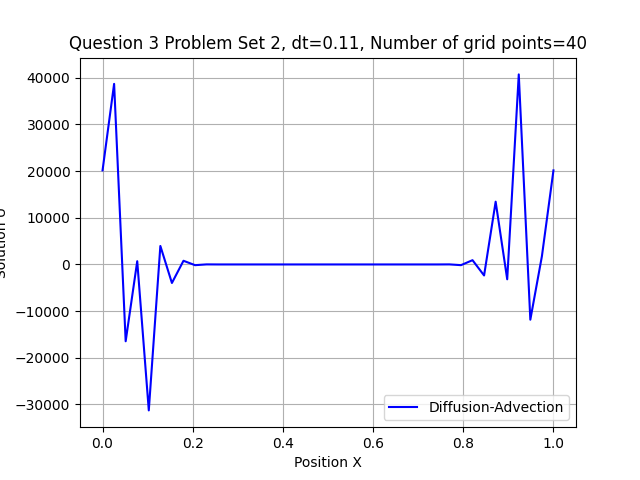 Question 3 Problem Set 2, dt=0.11, Number of grid points=40
40000
30000
20000
10000
0
−10000
−20000
−30000
Solution U
0.0 0.2 0.4 0.6 0.8 1.0
Position X
Diffusion-Advection